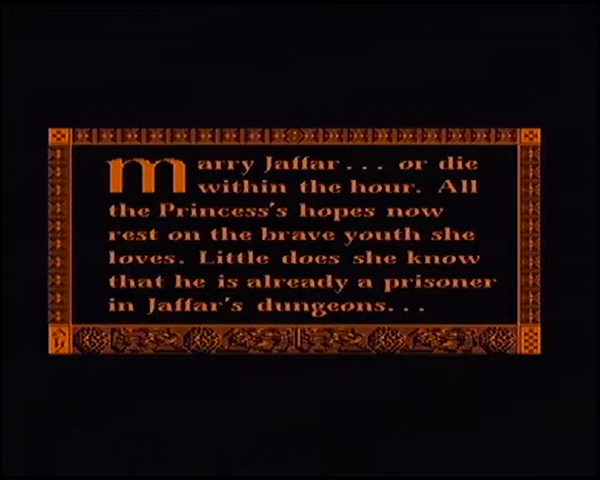 Marry Jaffar... or die
within the hour. All
the Princess's hopes now
rest on the brave youth she
loves. Little does she know
that he is already a prisoner
in Jaffar's dungeons...